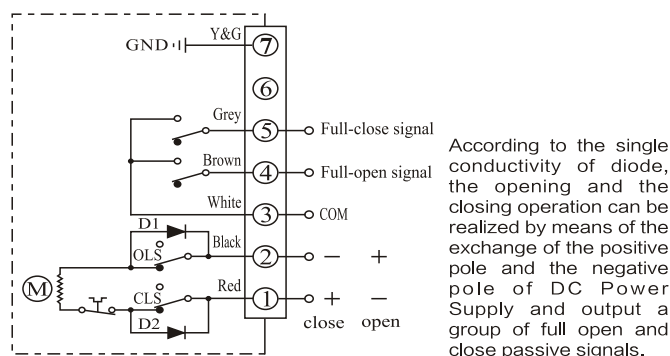 GND Y&G 7
6
Grey 5 Full-close signal
Brown 4 Full-open signal
White 3 COM
D1
OLS Black 2 − +
M
CLS Red 1 + −
D2
close open
According to the single
conductivity of diode,
the opening and the
closing operation can be
realized by means of the
exchange of the positive
pole and the negative
pole of DC Power
Supply and output a
group of full open and
close passive signals.